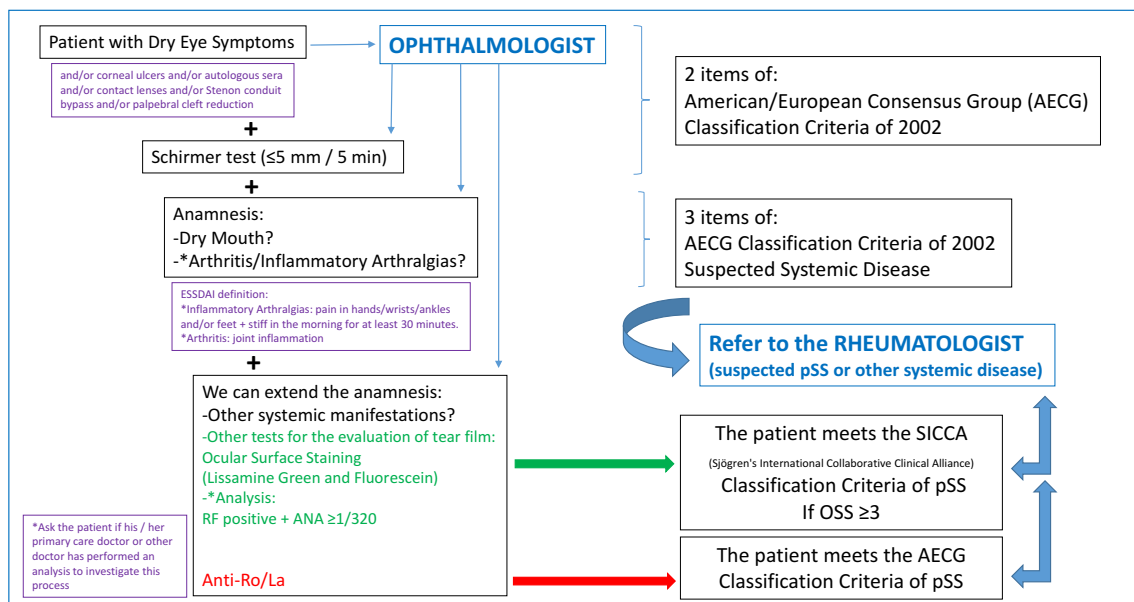 Patient with Dry Eye Symptoms
OPHTHALMOLOGIST
and/or corneal ulcers and/or autologous sera
and/or contact lenses and/or Stenon conduit
bypass and/or palpebral cleft reduction
+
Schirmer test (≤5 mm / 5 min)
+
Anamnesis:
-Dry Mouth?
-*Arthritis/Inflammatory Arthralgias?
ESSDAI definition:
*Inflammatory Arthralgias: pain in hands/wrists/ankles
and/or feet + stiff in the morning for at least 30 minutes.
*Arthritis: joint inflammation
+
We can extend the anamnesis:
-Other systemic manifestations?
-Other tests for the evaluation of tear film:
Ocular Surface Staining
(Lissamine Green and Fluorescein)
-*Analysis:
RF positive + ANA ≥1/320
Anti-Ro/La
*Ask the patient if his / her
primary care doctor or other
doctor has performed an
analysis to investigate this
process
2 items of:
American/European Consensus Group (AECG)
Classification Criteria of 2002
3 items of:
AECG Classification Criteria of 2002
Suspected Systemic Disease
Refer to the RHEUMATOLOGIST
(suspected pSS or other systemic disease)
The patient meets the SICCA
(Sjögren's International Collaborative Clinical Alliance)
Classification Criteria of pSS
If OSS ≥3
The patient meets the AECG
Classification Criteria of pSS